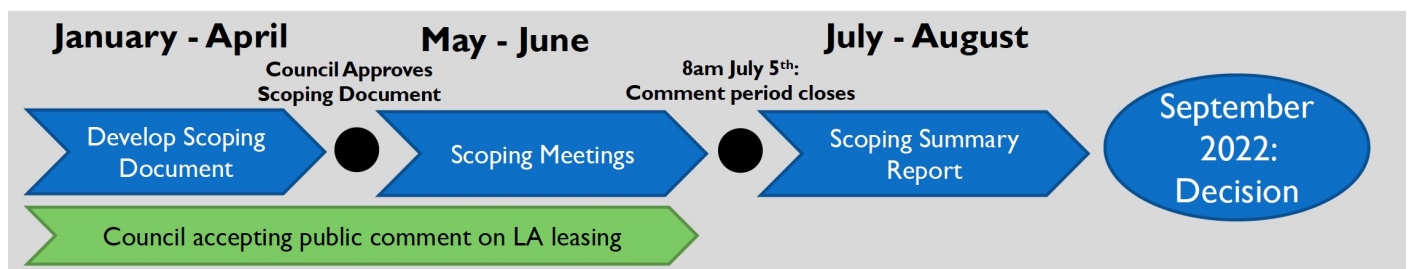 January - April
May - June
July - August
Council Approves
Scoping Document
8am July 5th:
Comment period closes
Develop Scoping
Document
Scoping Meetings
Scoping Summary
Report
September
2022:
Decision
Council accepting public comment on LA leasing